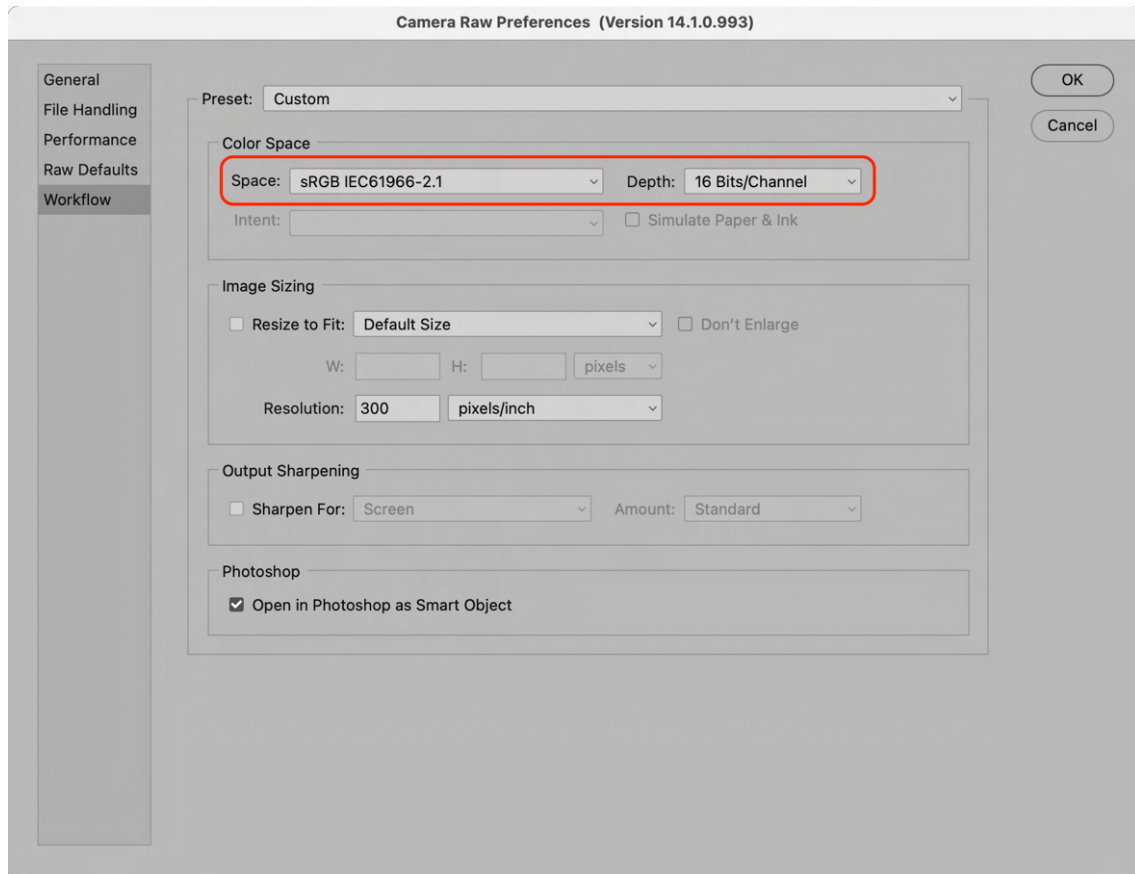 Camera Raw Preferences  (Version 14.1.0.993)
General
File Handling
Performance
Raw Defaults
Workflow
Preset: Custom
Color Space
Space: sRGB IEC61966-2.1 Depth: 16 Bits/Channel
Intent: Simulate Paper & Ink
Image Sizing
Resize to Fit: Default Size Don't Enlarge
W: H: pixels
Resolution: 300 pixels/inch
Output Sharpening
Sharpen For: Screen Amount: Standard
Photoshop
Open in Photoshop as Smart Object
OK
Cancel